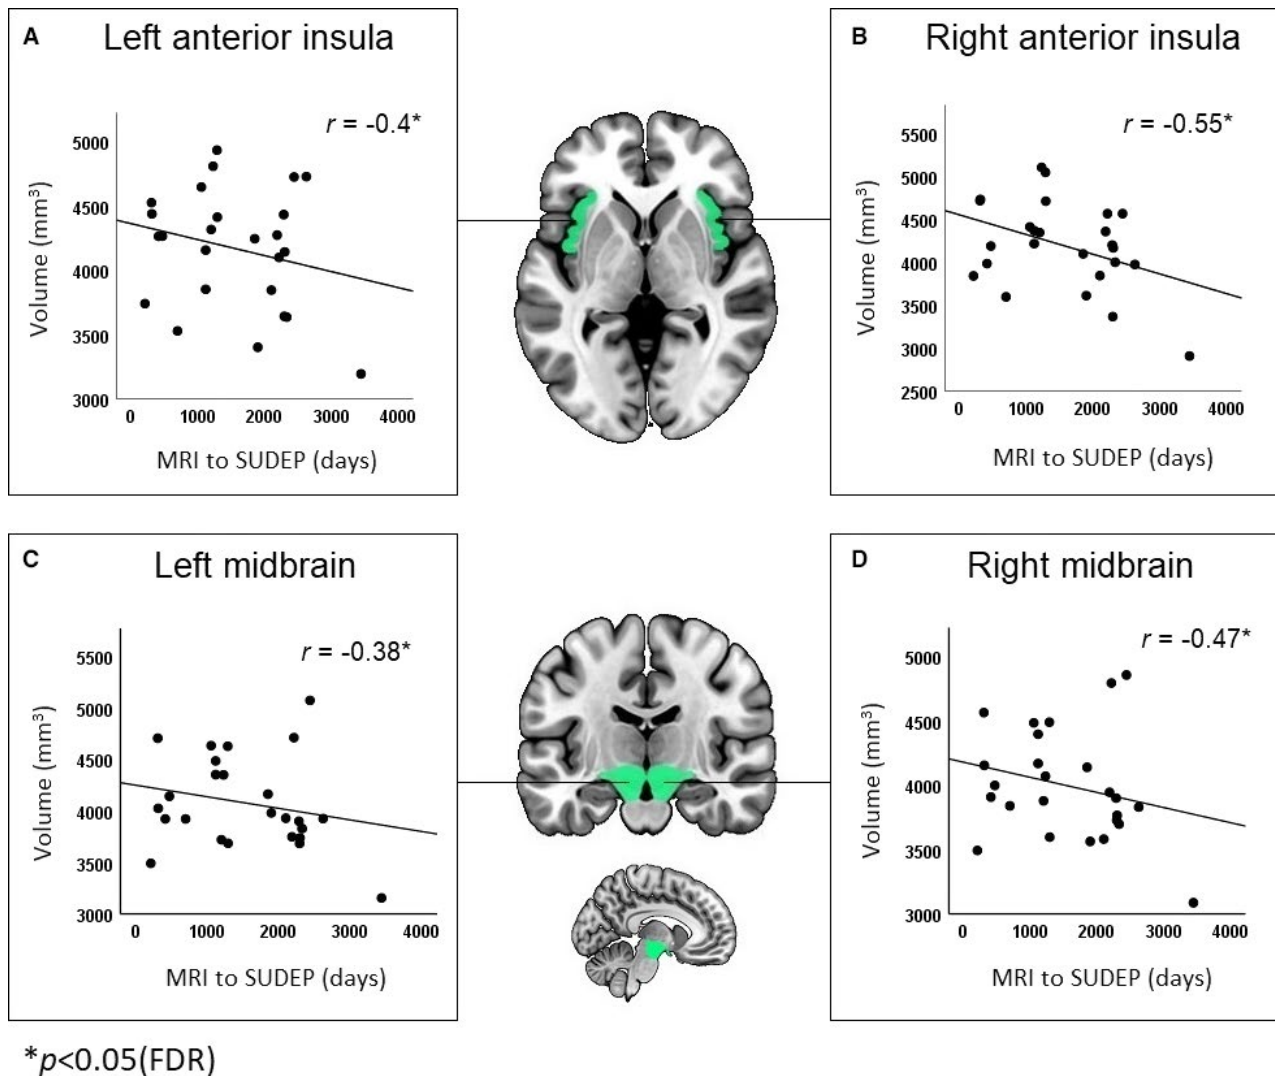 A Left anterior insula
r = -0.4*
Volume (mm³)
5000
4500
4000
3500
3000
0 1000 2000 3000 4000
MRI to SUDEP (days)
B Right anterior insula
r = -0.55*
Volume (mm³)
5500
5000
4500
4000
3500
3000
2500
0 1000 2000 3000 4000
MRI to SUDEP (days)
C Left midbrain
r = -0.38*
Volume (mm³)
5500
5000
4500
4000
3500
3000
0 1000 2000 3000 4000
MRI to SUDEP (days)
D Right midbrain
r = -0.47*
Volume (mm³)
5000
4500
4000
3500
3000
0 1000 2000 3000 4000
MRI to SUDEP (days)
*p<0.05(FDR)